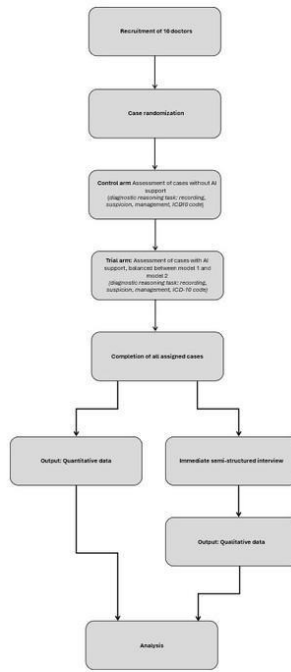 Recruitment of 16 doctors
Case randomization
Control arm Assessment of cases without AI
support
(diagnostic reasoning task: recording,
suspicion, management, ICD10 code)
Trial arm: Assessment of cases with AI
support, balanced between model 1 and
model 2
(diagnostic reasoning task: recording,
suspicion, management, ICD-10 code)
Completion of all assigned cases
Output: Quantitative data
Immediate semi-structured interview
Output: Qualitative data
Analysis